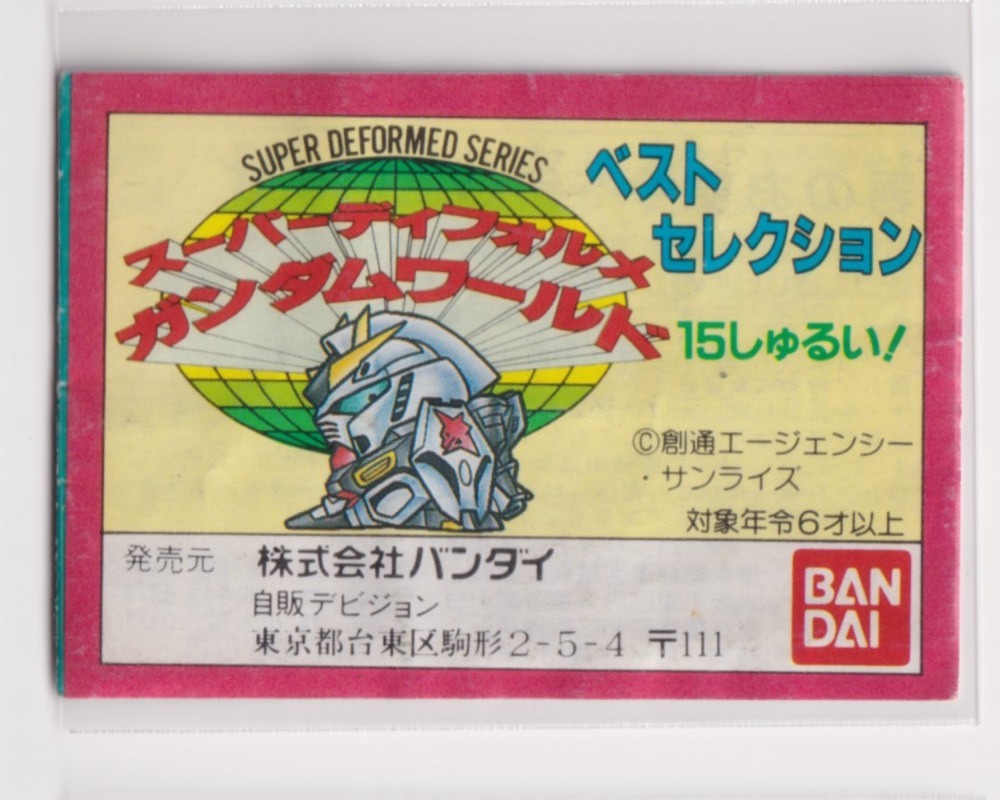 SUPER DEFORMED SERIES
スーパーディフォルメ
ガンダムワールド
ベスト
セレクション
15しゅるい!
©創通エージェンシー
・サンライズ
対象年令6才以上
発売元 株式会社バンダイ
自販デビジョン
東京都台東区駒形2-5-4 〒111
BAN
DAI